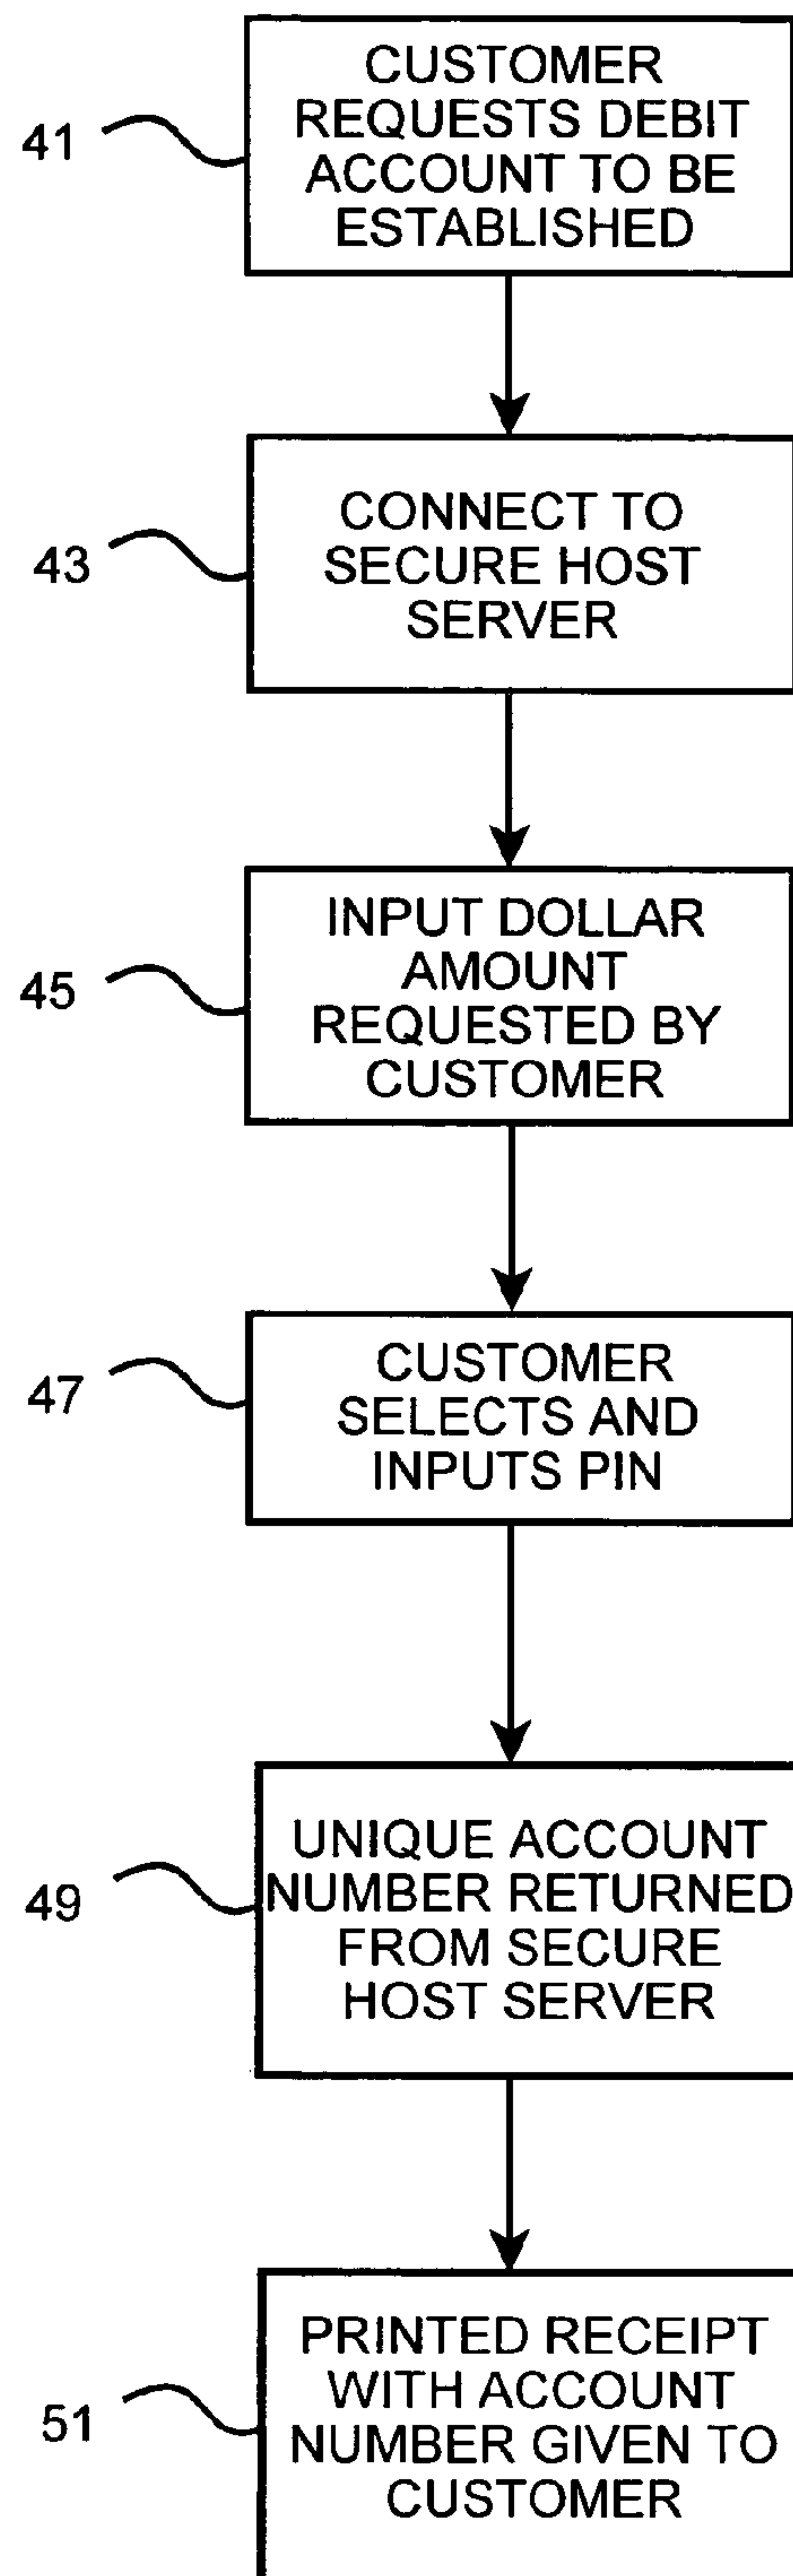 41
CUSTOMER
REQUESTS DEBIT
ACCOUNT TO BE
ESTABLISHED
43
CONNECT TO
SECURE HOST
SERVER
45
INPUT DOLLAR
AMOUNT
REQUESTED BY
CUSTOMER
47
CUSTOMER
SELECTS AND
INPUTS PIN
49
UNIQUE ACCOUNT
NUMBER RETURNED
FROM SECURE
HOST SERVER
51
PRINTED RECEIPT
WITH ACCOUNT
NUMBER GIVEN TO
CUSTOMER